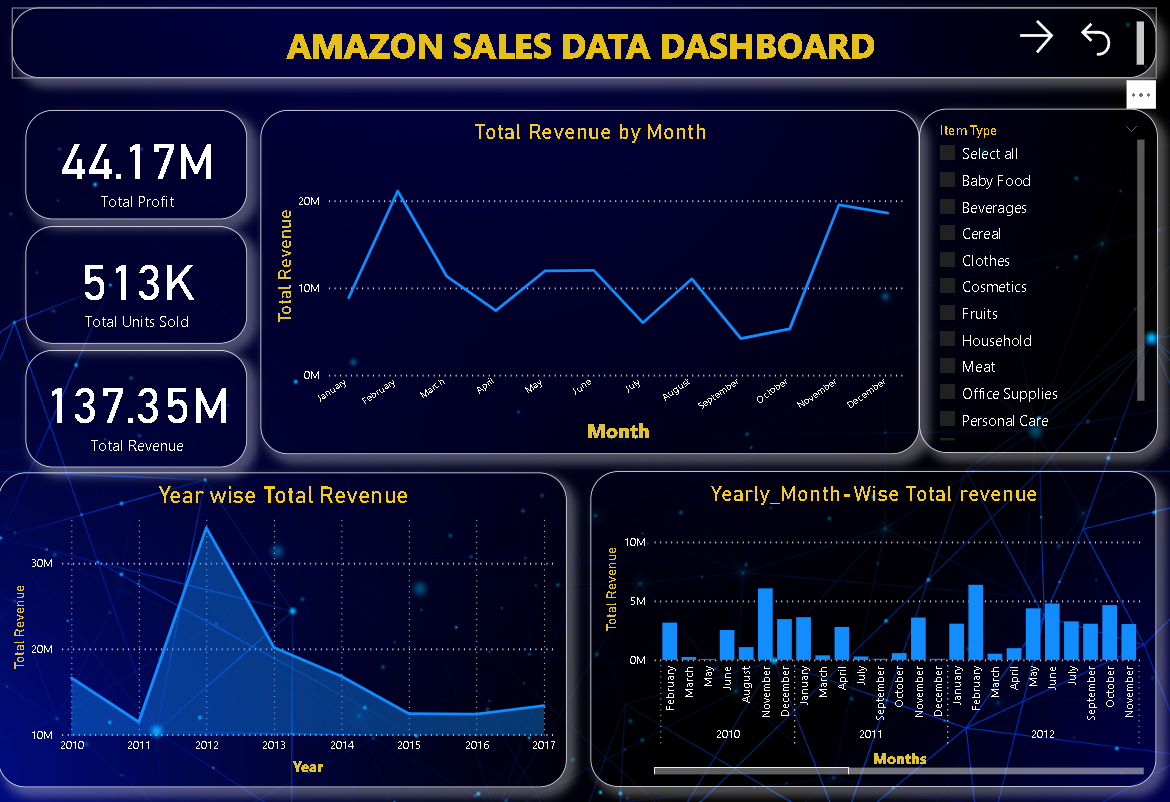 AMAZON SALES DATA DASHBOARD
44.17M
Total Profit
513K
Total Units Sold
137.35M
Total Revenue
Total Revenue by Month
Total Revenue
20M
10M
0M
January
February
March
April
May
June
July
August
September
October
November
December
Month
Item Type
Select all
Baby Food
Beverages
Cereal
Clothes
Cosmetics
Fruits
Household
Meat
Office Supplies
Personal Care
Year wise Total Revenue
Total Revenue
30M
20M
10M
2010 2011 2012 2013 2014 2015 2016 2017
Year
Yearly_Month-Wise Total revenue
Total Revenue
10M
5M
0M
February
March
May
June
August
November
December
January
March
April
July
September
October
November
December
January
February
March
April
May
June
July
September
October
November
2010 2011 2012
Months